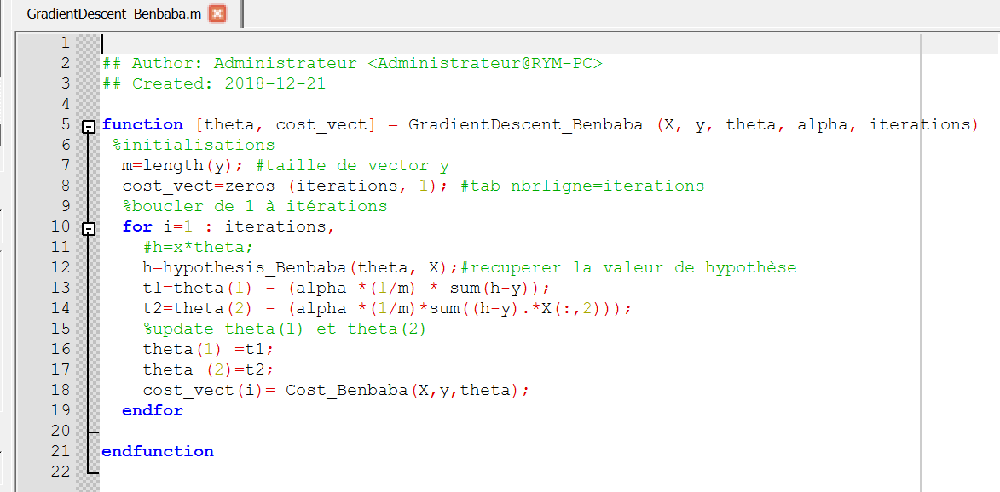 GradientDescent_Benbaba.m
1
2 ## Author: Administrateur <Administrateur@RYM-PC>
3 ## Created: 2018-12-21
4
5 function [theta, cost_vect] = GradientDescent_Benbaba (X, y, theta, alpha, iterations)
6 %initialisations
7 m=length(y); #taille de vector y
8 cost_vect=zeros (iterations, 1); #tab nbrligne=iterations
9 %boucler de 1 à itérations
10 for i=1 : iterations,
11 #h=x*theta;
12 h=hypothesis_Benbaba(theta, X);#recuperer la valeur de hypothèse
13 t1=theta(1) - (alpha *(1/m) * sum(h-y));
14 t2=theta(2) - (alpha *(1/m)*sum((h-y).*X(:,2)));
15 %update theta(1) et theta(2)
16 theta(1) =t1;
17 theta (2)=t2;
18 cost_vect(i)= Cost_Benbaba(X,y,theta);
19 endfor
20
21 endfunction
22